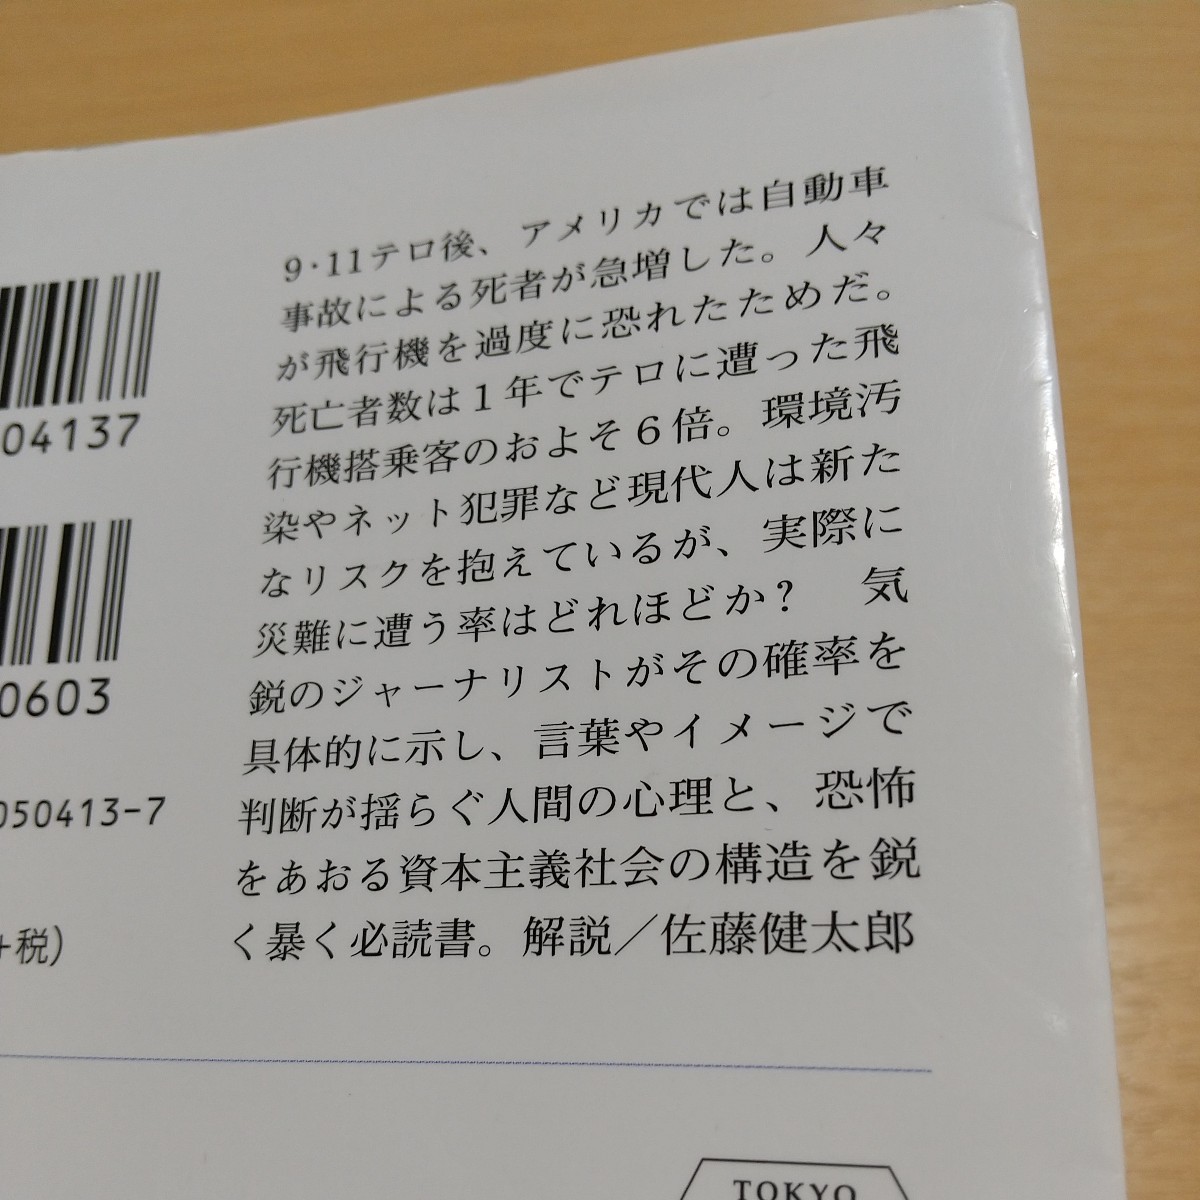 9・11テロ後、アメリカでは自動車
事故による死者が急増した。人々
が飛行機を過度に恐れたためだ。
死亡者数は1年でテロに遭った飛
行機搭乗客のおよそ6倍。環境汚
染やネット犯罪など現代人は新た
なリスクを抱えているが、実際に
災難に遭う率はどれほどか？　気
鋭のジャーナリストがその確率を
具体的に示し、言葉やイメージで
判断が揺らぐ人間の心理と、恐怖
をあおる資本主義社会の構造を鋭
く暴く必読書。解説／佐藤健太郎
04137
0603
050413-7
+税)
TOKYO